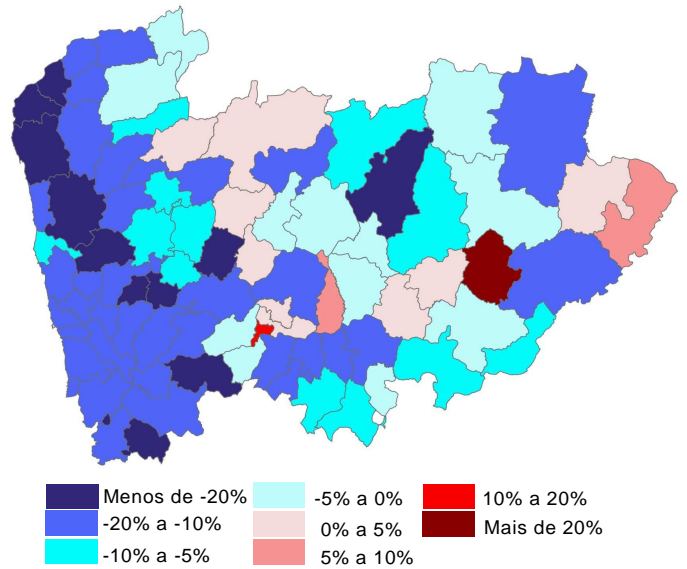 Menos de -20%
-20% a -10%
-10% a -5%
-5% a 0%
0% a 5%
5% a 10%
10% a 20%
Mais de 20%